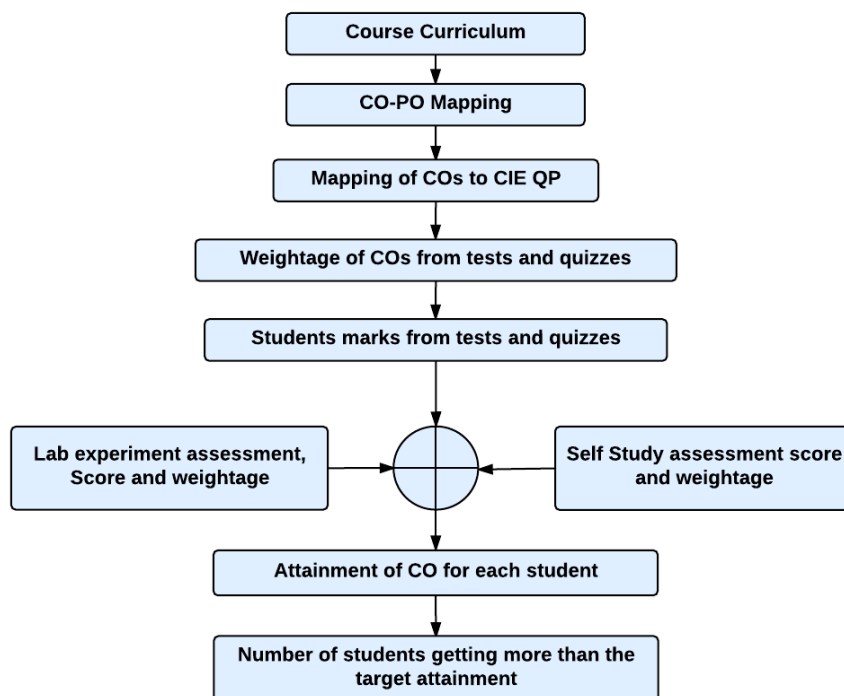 Course Curriculum
CO-PO Mapping
Mapping of COs to CIE QP
Weightage of COs from tests and quizzes
Students marks from tests and quizzes
Lab experiment assessment,
Score and weightage
Self Study assessment score
and weightage
Attainment of CO for each student
Number of students getting more than the
target attainment